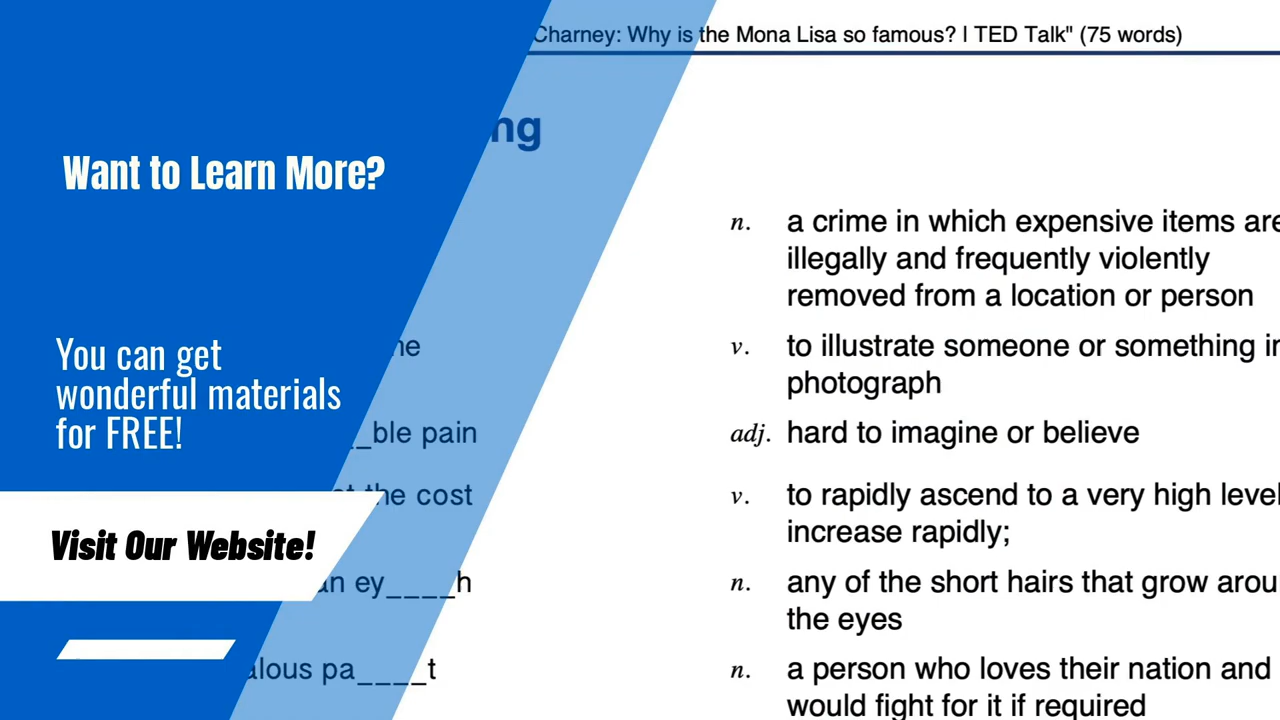 Charney: Why is the Mona Lisa so famous? | TED Talk" (75 words)
ng
Want to Learn More?
You can get
wonderful materials
for FREE!
Visit Our Website!
ne
_ble pain
at the cost
an ey____h
alous pa____t
n. a crime in which expensive items are
illegally and frequently violently
removed from a location or person
v. to illustrate someone or something in
photograph
adj. hard to imagine or believe
v. to rapidly ascend to a very high level
increase rapidly;
n. any of the short hairs that grow arou
the eyes
n. a person who loves their nation and
would fight for it if required